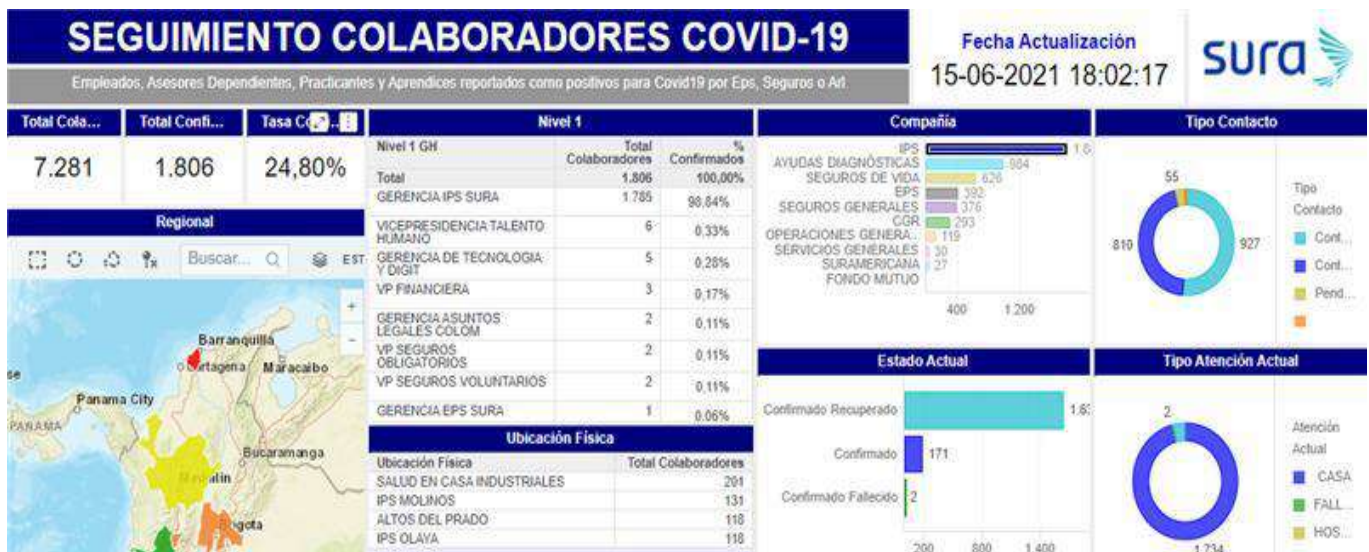 SEGUIMIENTO COLABORADORES COVID-19
Empleados, Asesores Dependientes, Practicantes y Aprendices reportados como positivos para Covid19 por Eps, Seguros o Arl
Fecha Actualización
15-06-2021 18:02:17
sura
Total Cola...
7.281
Total Confi...
1.806
Tasa
24,80%
Regional
Buscar...
EST
+
-
Barranquilla
Cartagena
Maracaibo
Panama City
PANAMA
Bucaramanga
Nivel 1
Nivel 1 GH Total Colaboradores % Confirmados
Total 1.806 100,00%
GERENCIA IPS SURA 1.785 98,84%
VICEPRESIDENCIA TALENTO HUMANO 6 0,33%
GERENCIA DE TECNOLOGIA Y DIGIT 5 0,28%
VP FINANCIERA 3 0,17%
GERENCIA ASUNTOS LEGALES COLOM 2 0,11%
VP SEGUROS OBLIGATORIOS 2 0,11%
VP SEGUROS VOLUNTARIOS 2 0,11%
GERENCIA EPS SURA 1 0,06%
Ubicación Física
Ubicación Física Total Colaboradores
SALUD EN CASA INDUSTRIALES 201
IPS MOLINOS 131
ALTOS DEL PRADO 118
IPS OLAYA 118
Compañía
IPS
AYUDAS DIAGNÓSTICAS 984
SEGUROS DE VIDA 626
EPS 392
SEGUROS GENERALES 376
CGR 293
OPERACIONES GENERA.. 119
SERVICIOS GENERALES 30
SURAMERICANA 27
FONDO MUTUO
400 1.200
Estado Actual
Confirmado Recuperado 1.63
Confirmado 171
Confirmado Fallecido 2
200 800 1.400
Tipo Contacto
55
810
927
Tipo Contacto
Cont...
Cont...
Pend...
Tipo Atención Actual
2
1.734
Atención Actual
CASA
FALL...
HOS...